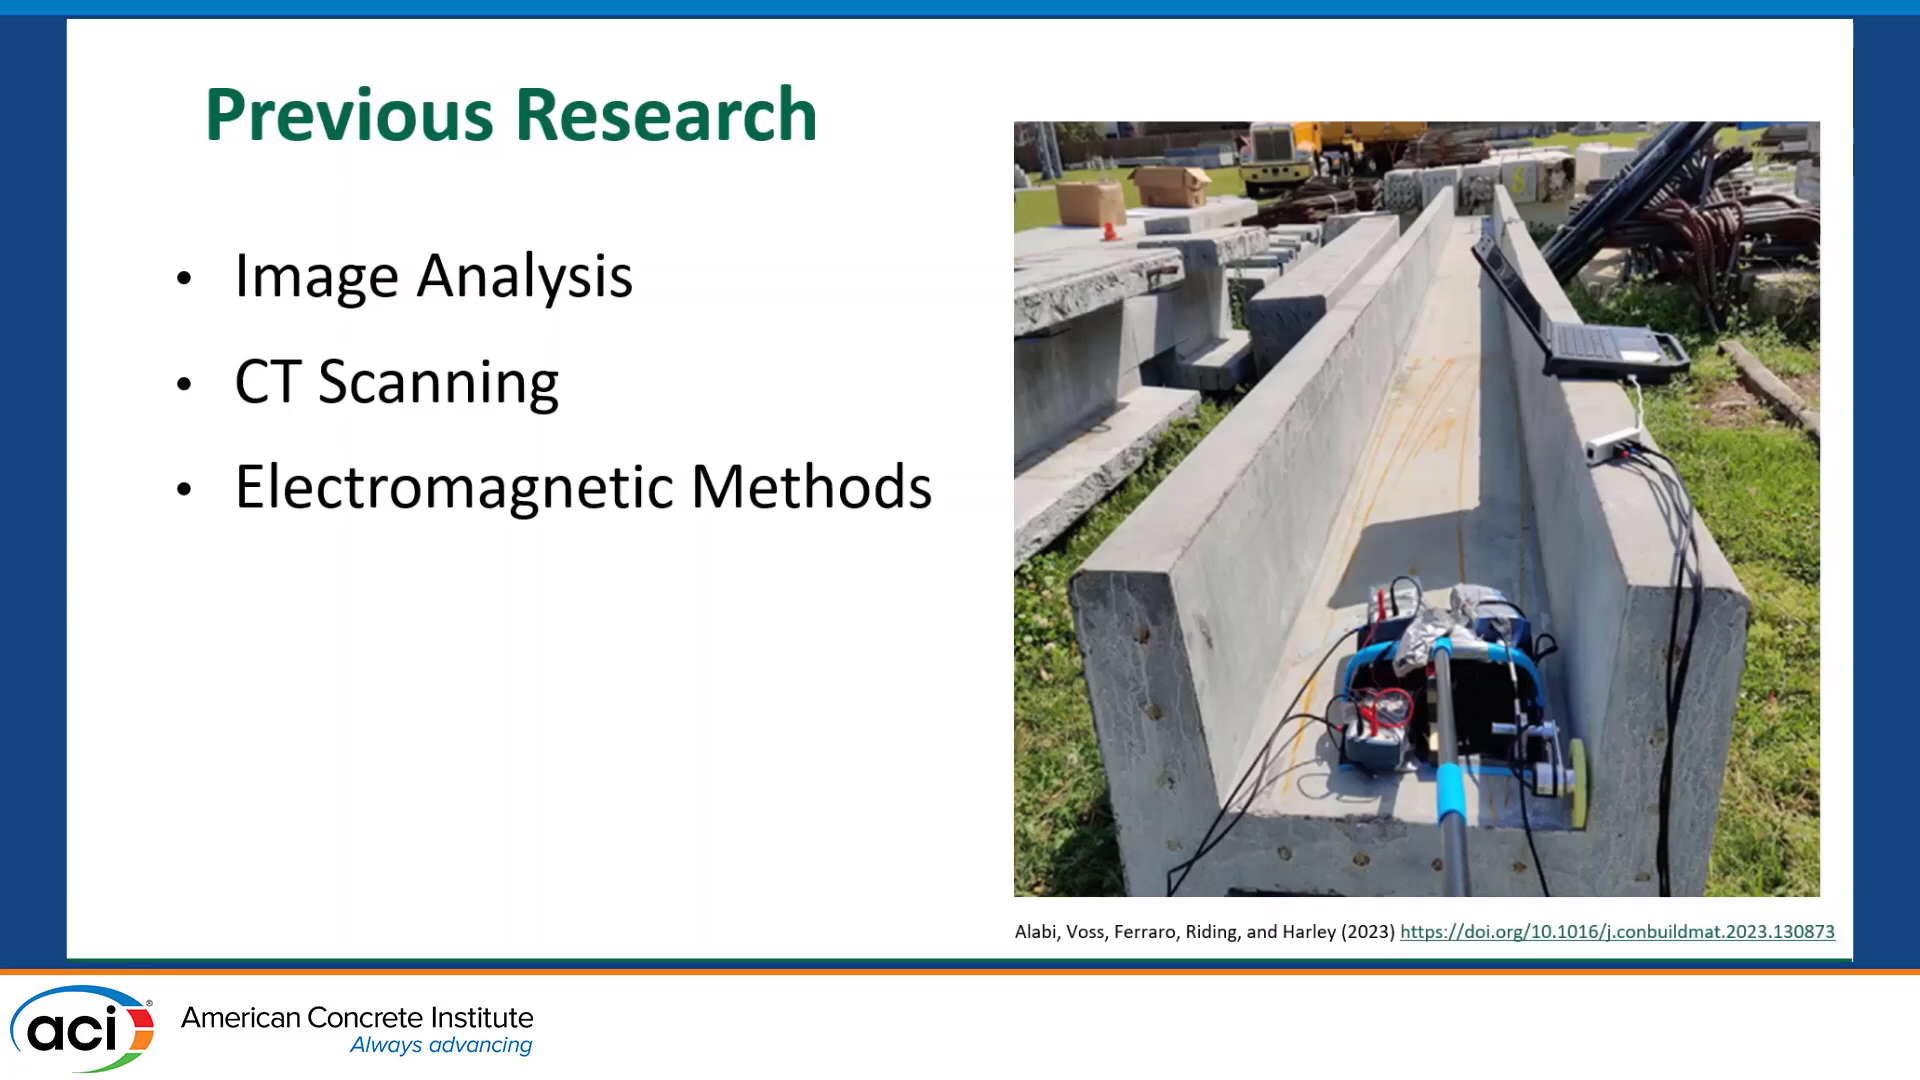 Previous Research
• Image Analysis
• CT Scanning
• Electromagnetic Methods
Alabi, Voss, Ferraro, Riding, and Harley (2023) https://doi.org/10.1016/j.conbuildmat.2023.130873
aci®
American Concrete Institute
Always advancing